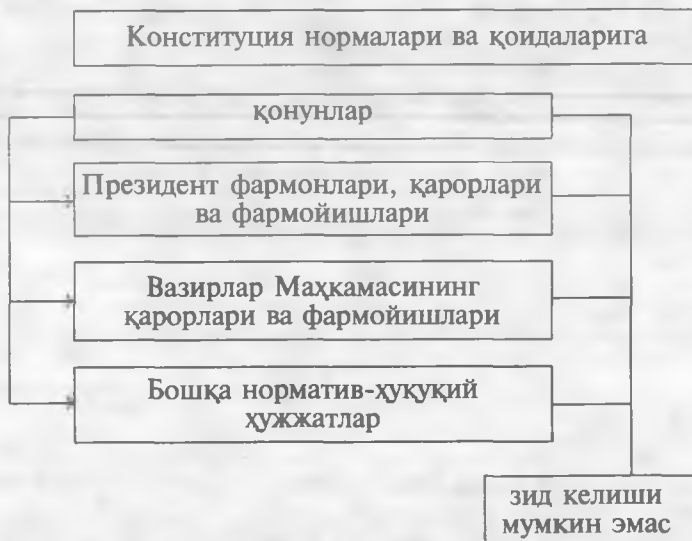 Конституция нормалари ва қоидаларига
қонунлар
Президент фармонлари, қарорлари
ва фармойишлари
Вазирлар Маҳкамасининг
қарорлари ва фармойишлари
Бошқа норматив-ҳуқуқий
ҳужжатлар
зид келиши
мумкин эмас